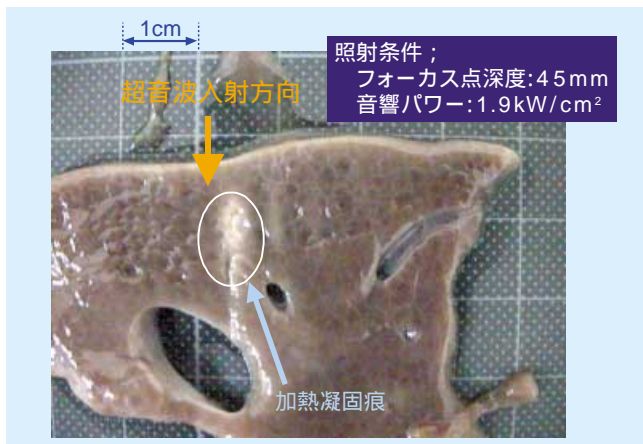 1cm
照射条件；
フォーカス点深度:45mm
音響パワー:1.9kW/cm²
超音波入射方向
加熱凝固痕